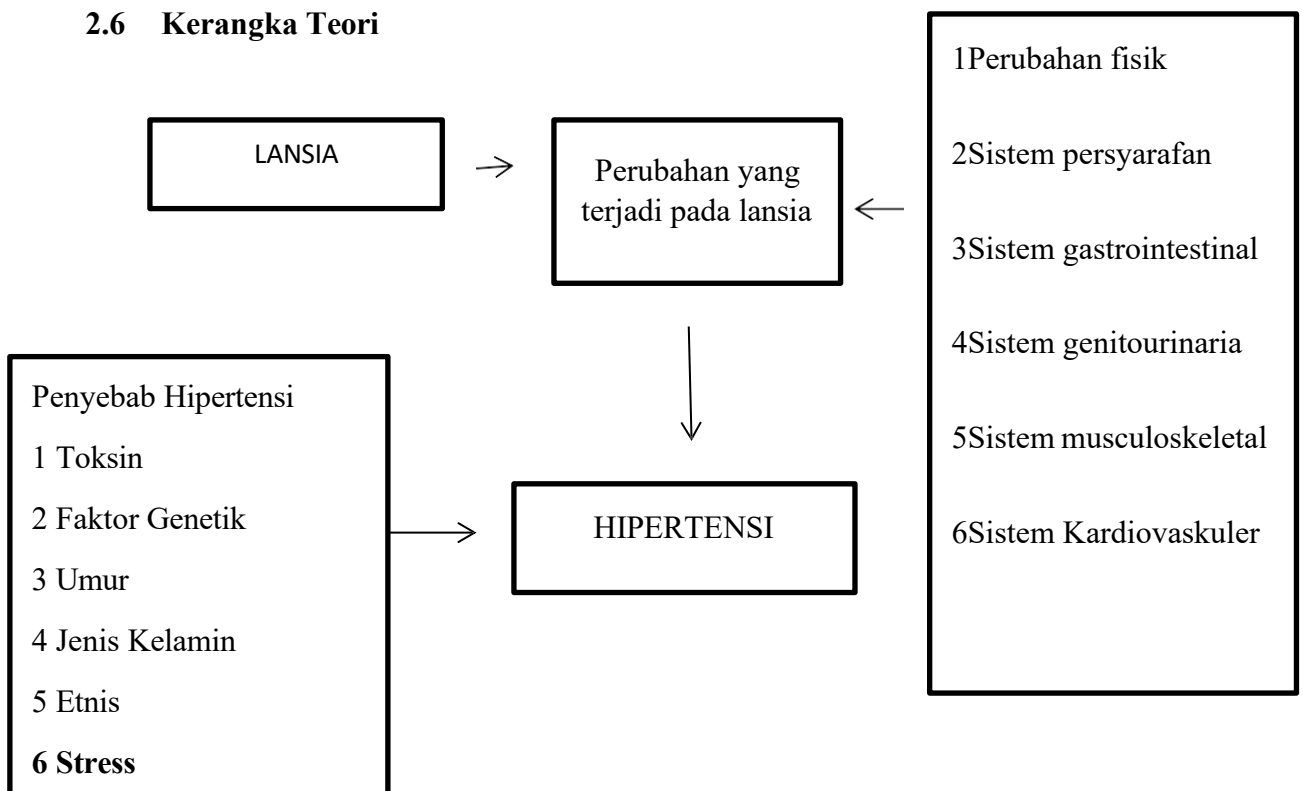 2.6 Kerangka Teori
LANSIA
Perubahan yang
terjadi pada lansia
1Perubahan fisik
2Sistem persyarafan
3Sistem gastrointestinal
4Sistem genitourinaria
5Sistem musculoskeletal
6Sistem Kardiovaskuler
Penyebab Hipertensi
1 Toksin
2 Faktor Genetik
3 Umur
4 Jenis Kelamin
5 Etnis
6 Stress
HIPERTENSI